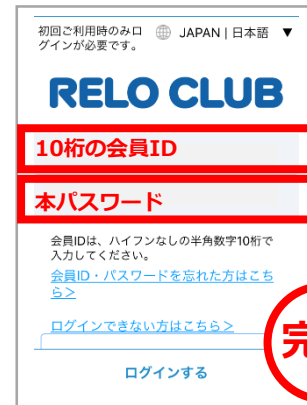 初回ご利用時のみロ
グインが必要です。
JAPAN | 日本語 ▼
RELO CLUB
10桁の会員ID
本パスワード
会員IDは、ハイフンなしの半角数字10桁で
入力してください。
会員ID・パスワードを忘れた方はこち
ら＞
ログインできない方はこちら＞
ログインする